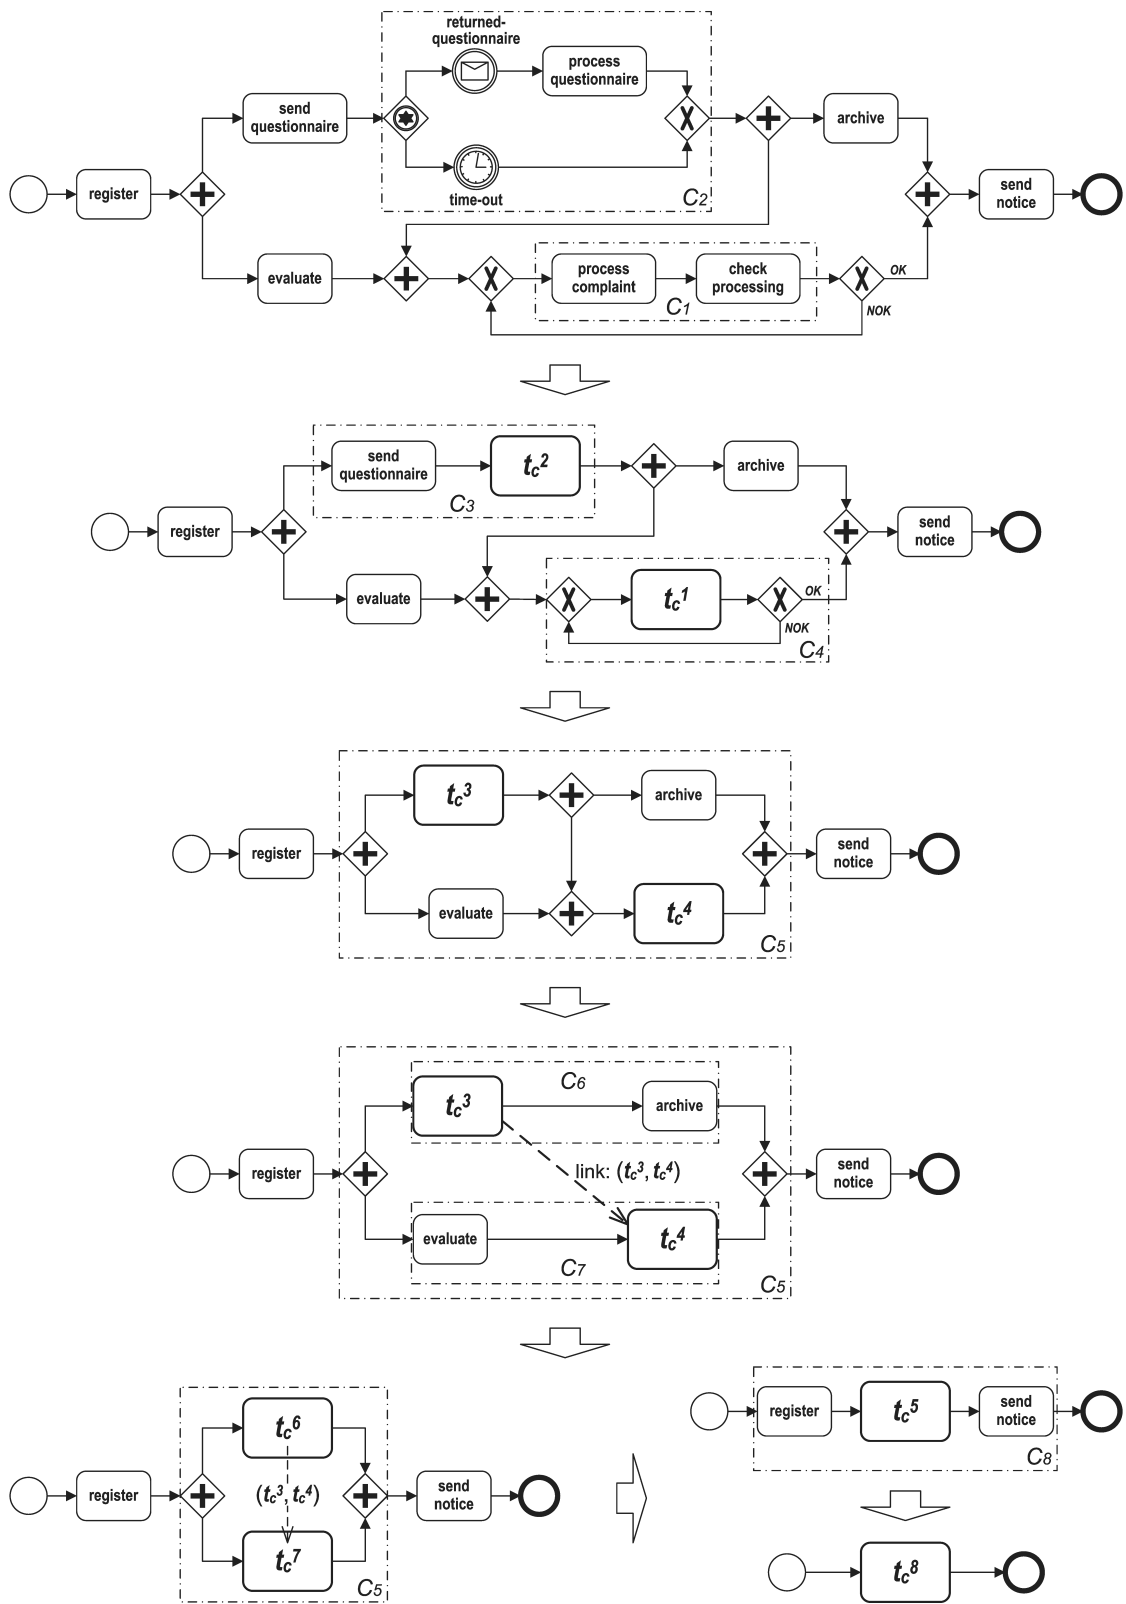 returned-
questionnaire
process
questionnaire
send
questionnaire
archive
register
time-out
C2
send
notice
evaluate
process
complaint
check
processing
C1
OK
NOK
send
questionnaire
tc2
C3
archive
register
send
notice
evaluate
tc1
OK
NOK
C4
tc3
archive
register
send
notice
evaluate
tc4
C5
tc3
C6
archive
link: (tc3, tc4)
register
send
notice
evaluate
tc4
C7
C5
tc6
register
(tc3, tc4)
send
notice
tc7
C5
register
tc5
send
notice
C8
tc8